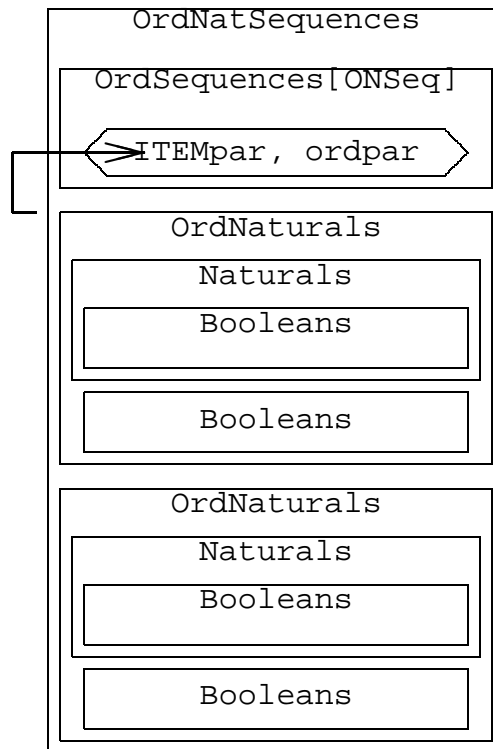 OrdNatSequences
OrdSequences[ONSeq]
ITEMpar, ordpar
OrdNaturals
Naturals
Booleans
Booleans
OrdNaturals
Naturals
Booleans
Booleans